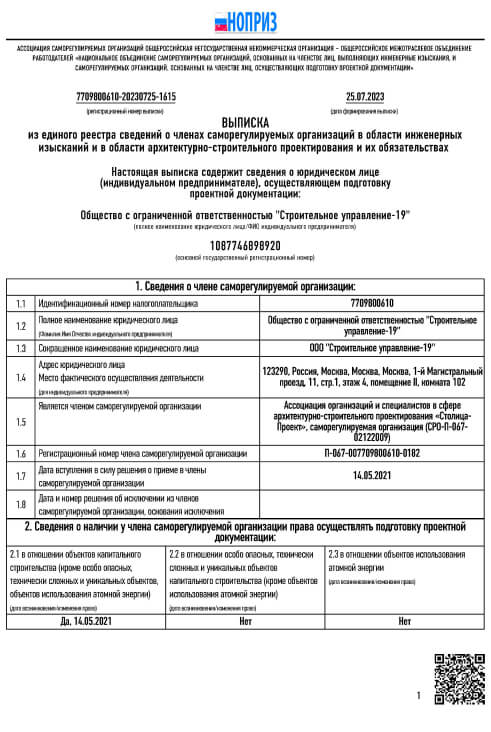 НОПРИЗ
АССОЦИАЦИЯ САМОРЕГУЛИРУЕМЫХ ОРГАНИЗАЦИЙ ОБЩЕРОССИЙСКАЯ НЕГОСУДАРСТВЕННАЯ НЕКОММЕРЧЕСКАЯ ОРГАНИЗАЦИЯ – ОБЩЕРОССИЙСКОЕ МЕЖОТРАСЛЕВОЕ ОБЪЕДИНЕНИЕ
РАБОТОДАТЕЛЕЙ «НАЦИОНАЛЬНОЕ ОБЪЕДИНЕНИЕ САМОРЕГУЛИРУЕМЫХ ОРГАНИЗАЦИЙ, ОСНОВАННЫХ НА ЧЛЕНСТВЕ ЛИЦ, ВЫПОЛНЯЮЩИХ ИНЖЕНЕРНЫЕ ИЗЫСКАНИЯ, И
САМОРЕГУЛИРУЕМЫХ ОРГАНИЗАЦИЙ, ОСНОВАННЫХ НА ЧЛЕНСТВЕ ЛИЦ, ОСУЩЕСТВЛЯЮЩИХ ПОДГОТОВКУ ПРОЕКТНОЙ ДОКУМЕНТАЦИИ»
7709800610-20230725-1615 25.07.2023
(регистрационный номер выписки) (дата формирования выписки)
ВЫПИСКА
из единого реестра сведений о членах саморегулируемых организаций в области инженерных
изысканий и в области архитектурно-строительного проектирования и их обязательствах
Настоящая выписка содержит сведения о юридическом лице
(индивидуальном предпринимателе), осуществляющем подготовку
проектной документации:
Общество с ограниченной ответственностью "Строительное управление-19"
(полное наименование юридического лица/ФИО индивидуального предпринимателя)
1087746898920
(основной государственный регистрационный номер)
1. Сведения о члене саморегулируемой организации:
1.1 Идентификационный номер налогоплательщика 7709800610
1.2 Полное наименование юридического лица
(Фамилия Имя Отчество индивидуального предпринимателя)
Общество с ограниченной ответственностью "Строительное
управление-19"
1.3 Сокращенное наименование юридического лица ООО "Строительное управление-19"
1.4 Адрес юридического лица
Место фактического осуществления деятельности
(для индивидуального предпринимателя)
123290, Россия, Москва, Москва, Москва, 1-й Магистральный
проезд, 11, стр.1, этаж 4, помещение II, комната 102
1.5 Является членом саморегулируемой организации
Ассоциация организаций и специалистов в сфере
архитектурно-строительного проектирования «Столица-
Проект», саморегулируемая организация (СРО-П-067-
02122009)
1.6 Регистрационный номер члена саморегулируемой организации П-067-007709800610-0182
1.7 Дата вступления в силу решения о приеме в члены
саморегулируемой организации
14.05.2021
1.8 Дата и номер решения об исключении из членов
саморегулируемой организации, основания исключения
2. Сведения о наличии у члена саморегулируемой организации права осуществлять подготовку проектной
документации:
2.1 в отношении объектов капитального
строительства (кроме особо опасных,
технически сложных и уникальных объектов,
объектов использования атомной энергии)
(дата возникновения/изменения права)
2.2 в отношении особо опасных, технически
сложных и уникальных объектов
капитального строительства (кроме объектов
использования атомной энергии)
(дата возникновения/изменения права)
2.3 в отношении объектов использования
атомной энергии
(дата возникновения/изменения права)
Да, 14.05.2021 Нет Нет
1